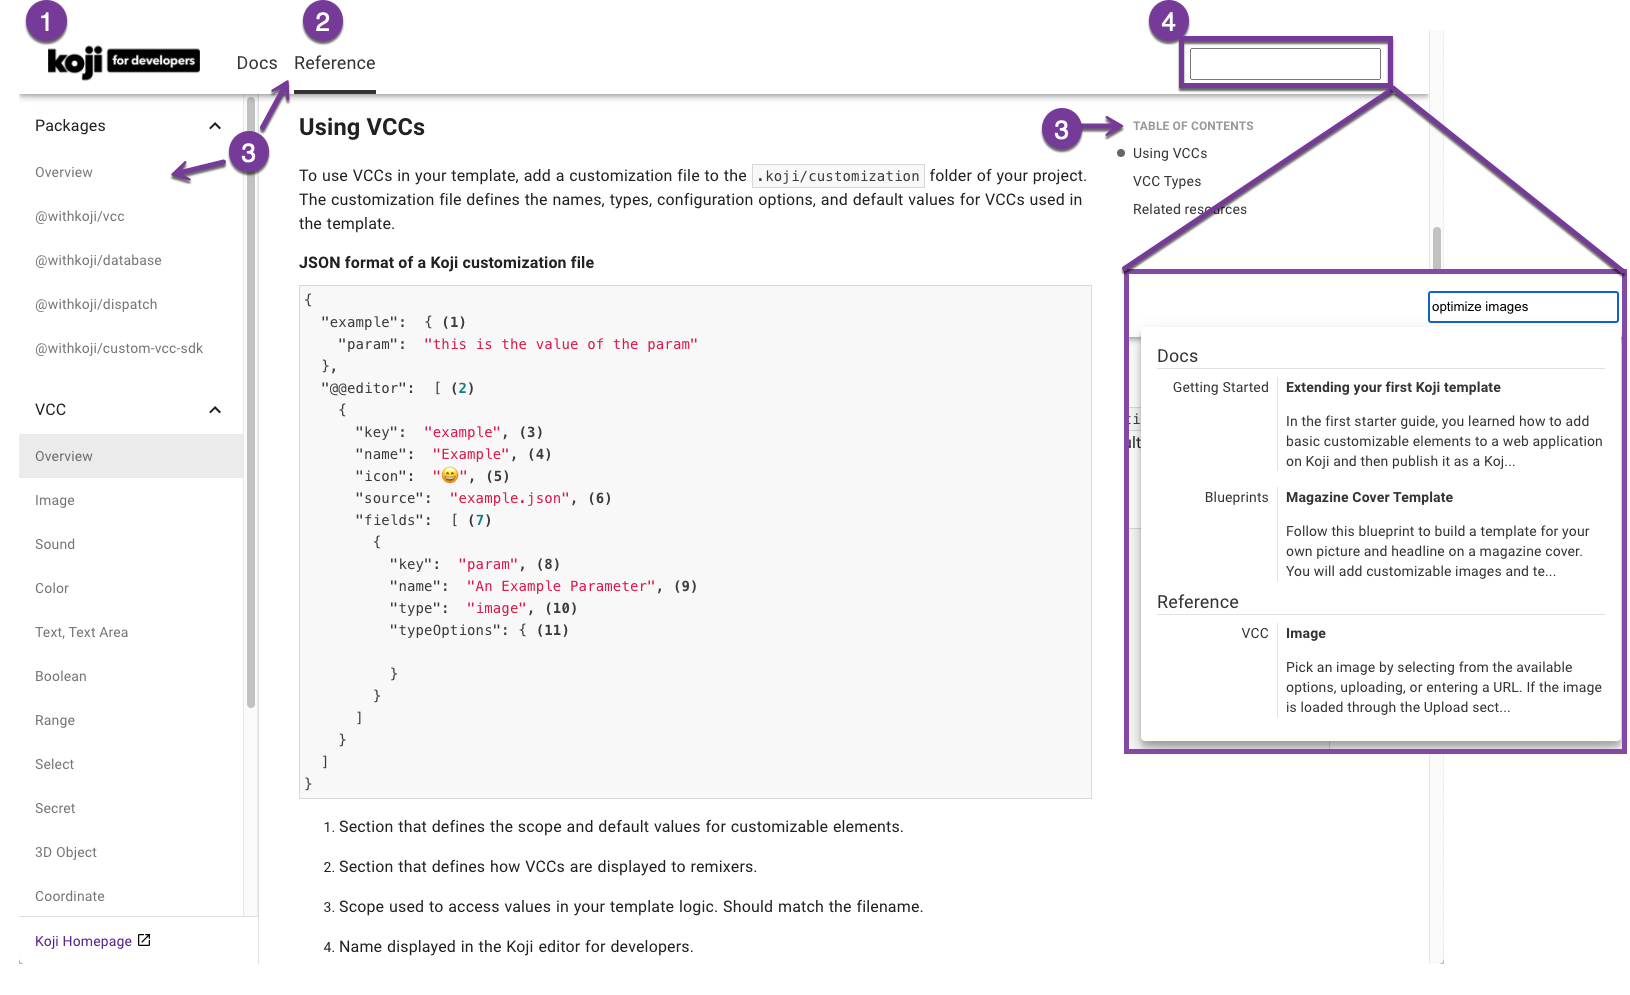 1
2
4
koji for developers
Docs
Reference
3
3
Packages
Overview
@withkoji/vcc
@withkoji/database
@withkoji/dispatch
@withkoji/custom-vcc-sdk
VCC
Overview
Image
Sound
Color
Text, Text Area
Boolean
Range
Select
Secret
3D Object
Coordinate
Koji Homepage
Using VCCs
To use VCCs in your template, add a customization file to the .koji/customization folder of your project.
The customization file defines the names, types, configuration options, and default values for VCCs used in
the template.
JSON format of a Koji customization file
{
"example":  { (1)
"param":  "this is the value of the param"
},
"@@editor":  [ (2)
{
"key":  "example", (3)
"name":  "Example", (4)
"icon":  "😄", (5)
"source":  "example.json", (6)
"fields":  [ (7)
{
"key":  "param", (8)
"name":  "An Example Parameter", (9)
"type":  "image", (10)
"typeOptions": { (11)
}
}
]
}
]
}
1. Section that defines the scope and default values for customizable elements.
2. Section that defines how VCCs are displayed to remixers.
3. Scope used to access values in your template logic. Should match the filename.
4. Name displayed in the Koji editor for developers.
TABLE OF CONTENTS
Using VCCs
VCC Types
Related resources
optimize images
Docs
Getting Started
Extending your first Koji template
In the first starter guide, you learned how to add
basic customizable elements to a web application
on Koji and then publish it as a Koj...
Blueprints
Magazine Cover Template
Follow this blueprint to build a template for your
own picture and headline on a magazine cover.
You will add customizable images and te...
Reference
VCC
Image
Pick an image by selecting from the available
options, uploading, or entering a URL. If the image
is loaded through the Upload sect...